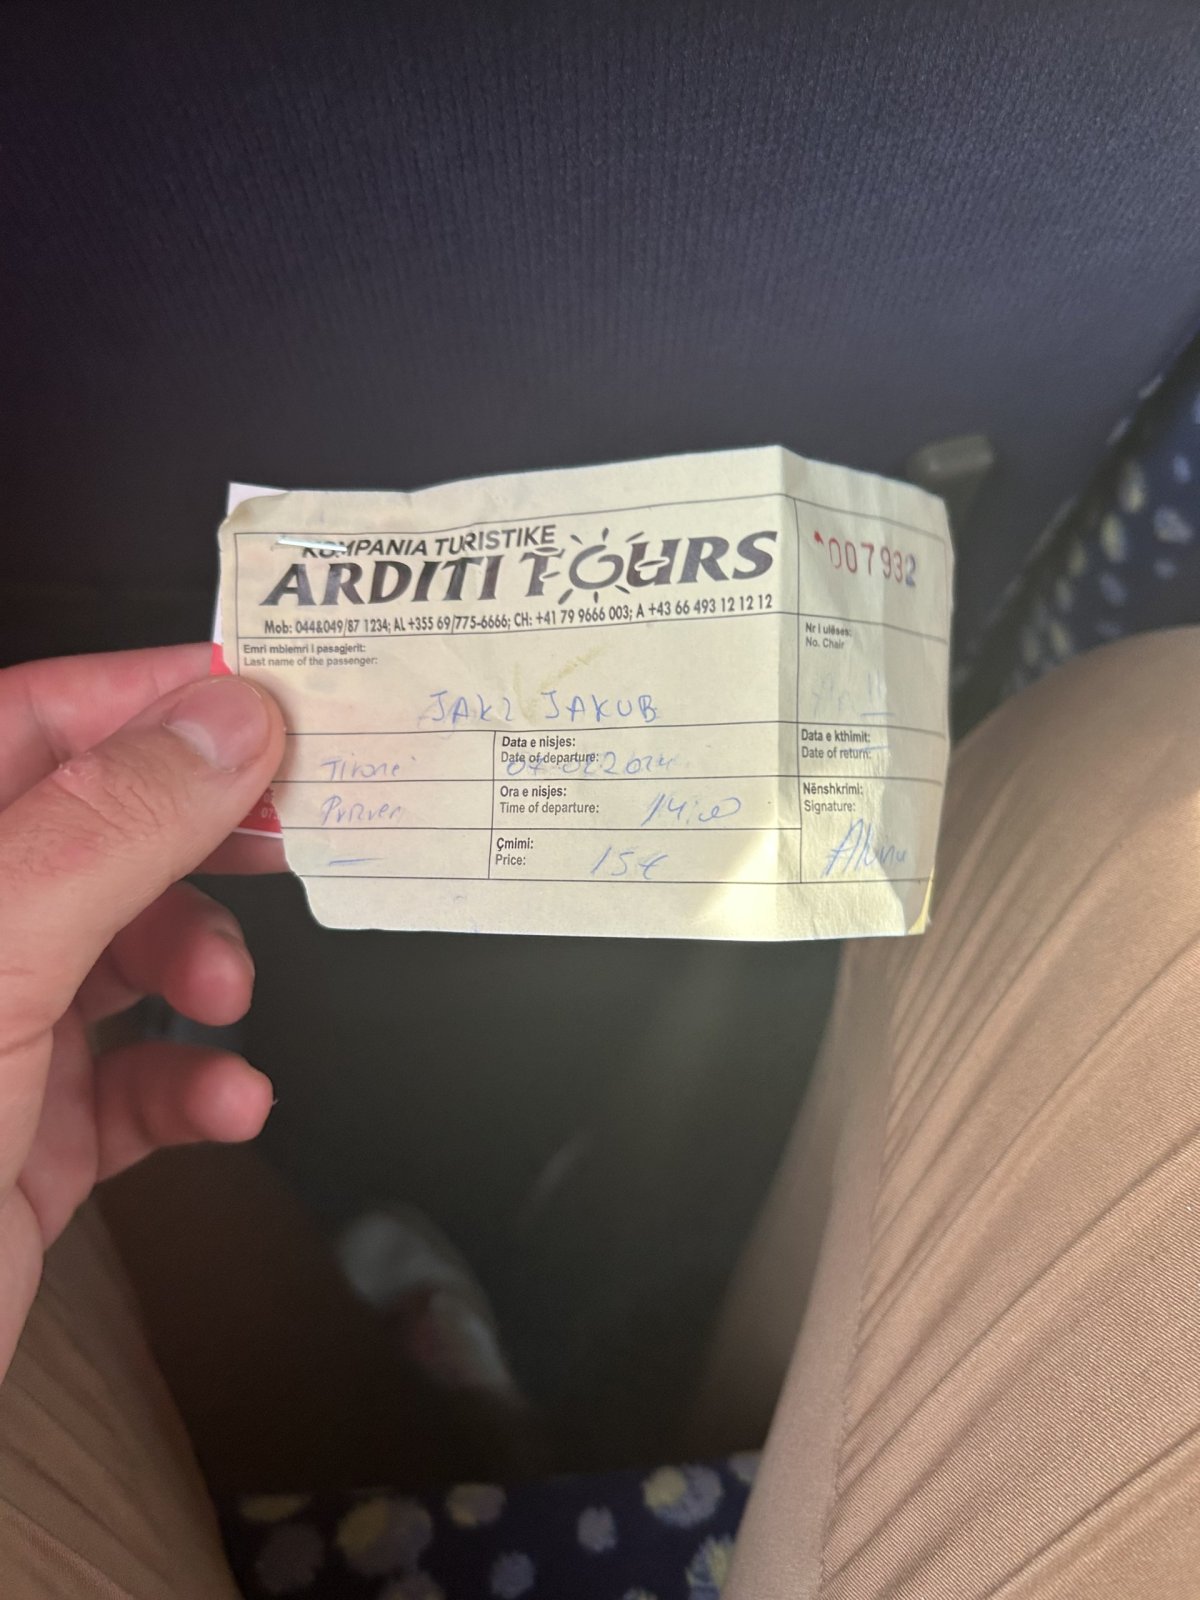 KOMPANIA TURISTIKE
ARDITI TOURS
Mob: 044&049/87 1234; AL +355 69/775-6666; CH: +41 79 9666 003; A +43 66 493 12 12 12
007932
Emri mbiemri i pasagjerit:
Last name of the passenger:
JAKUB
Nr i ulëses:
No. Chair
Tirane
Data e nisjes:
Date of departure:
Data e kthimit:
Date of return:
Ora e nisjes:
Time of departure: 14:00
Nënshkrimi:
Signature:
—
Çmimi:
Price: 15€